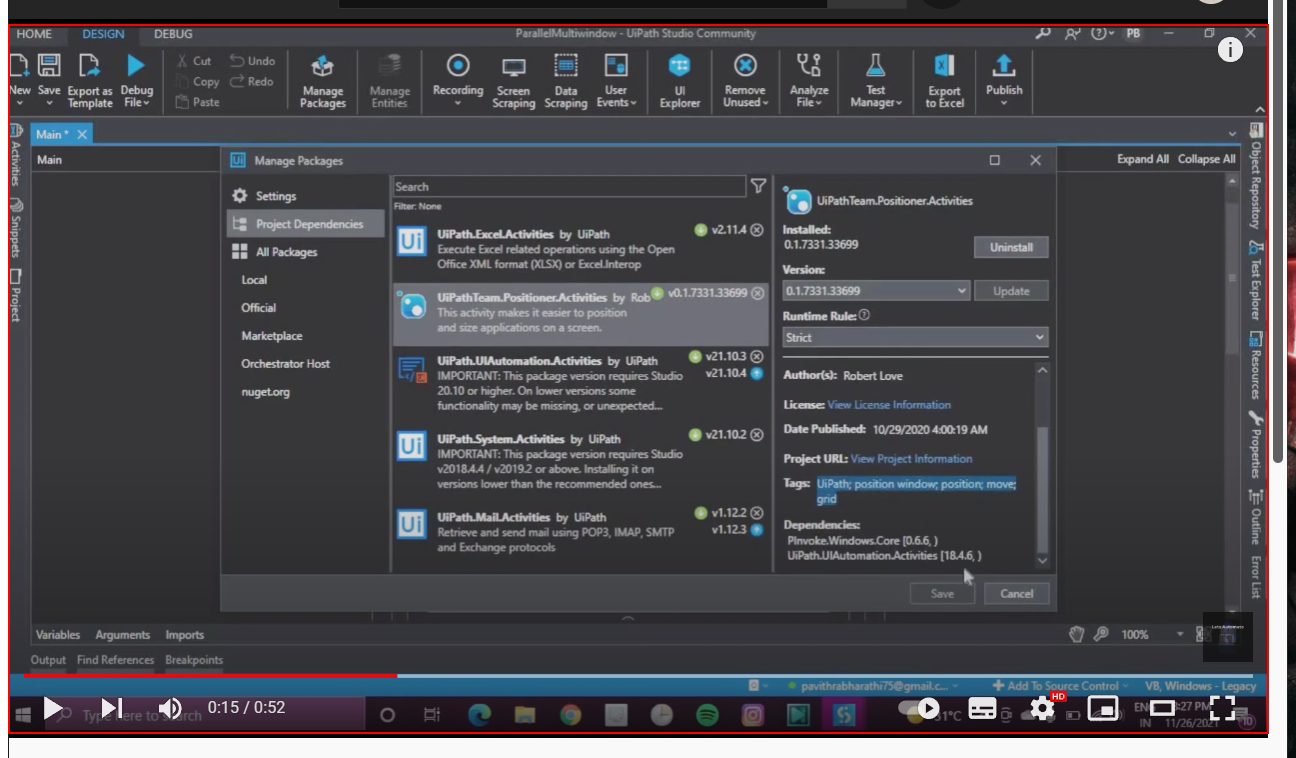 HOME DESIGN DEBUG ParallelMultiwindow - UiPath Studio Community PB
New Save Export as Template Debug File
Cut Copy Paste Undo Redo
Manage Packages Manage Entities
Recording Screen Scraping Data Scraping User Events
UI Explorer Remove Unused Analyze File Test Manager Export to Excel Publish
Main *
Main Expand All Collapse All
Activities
Snippets
Project
Manage Packages
Settings
Project Dependencies
All Packages
Local
Official
Marketplace
Orchestrator Host
nuget.org
Search
Filter: None
UiPath.Excel.Activities by UiPath v2.11.4
Execute Excel related operations using the Open
Office XML format (XLSX) or Excel.Interop
UiPathTeam.Positioner.Activities by Rob v0.1.7331.33699
This activity makes it easier to position
and size applications on a screen.
UiPath.UIAutomation.Activities by UiPath v21.10.3
IMPORTANT: This package version requires Studio v21.10.4
20.10 or higher. On lower versions some
functionality may be missing, or unexpected...
UiPath.System.Activities by UiPath v21.10.2
IMPORTANT: This package version requires Studio
v2018.4.4 / v2019.2 or above. Installing it on
versions lower than the recommended ones...
UiPath.Mail.Activities by UiPath v1.12.2
Retrieve and send mail using POP3, IMAP, SMTP v1.12.3
and Exchange protocols
UiPathTeam.Positioner.Activities
Installed:
0.1.7331.33699 Uninstall
Version:
0.1.7331.33699 Update
Runtime Rule:
Strict
Author(s): Robert Love
License: View License Information
Date Published: 10/29/2020 4:00:19 AM
Project URL: View Project Information
Tags: UiPath; position window; position; move;
grid
Dependencies:
PInvoke.Windows.Core [0.6.6, )
UiPath.UIAutomation.Activities [18.4.6, )
Save Cancel
Object Repository
Test Explorer
Resources
Properties
Outline
Error List
Variables Arguments Imports 100%
Output Find References Breakpoints
pavithrabharathi75@gmail.c... Add To Source Control VB, Windows - Legacy
0:15 / 0:52
HD
31°C
IN 11/26/2021